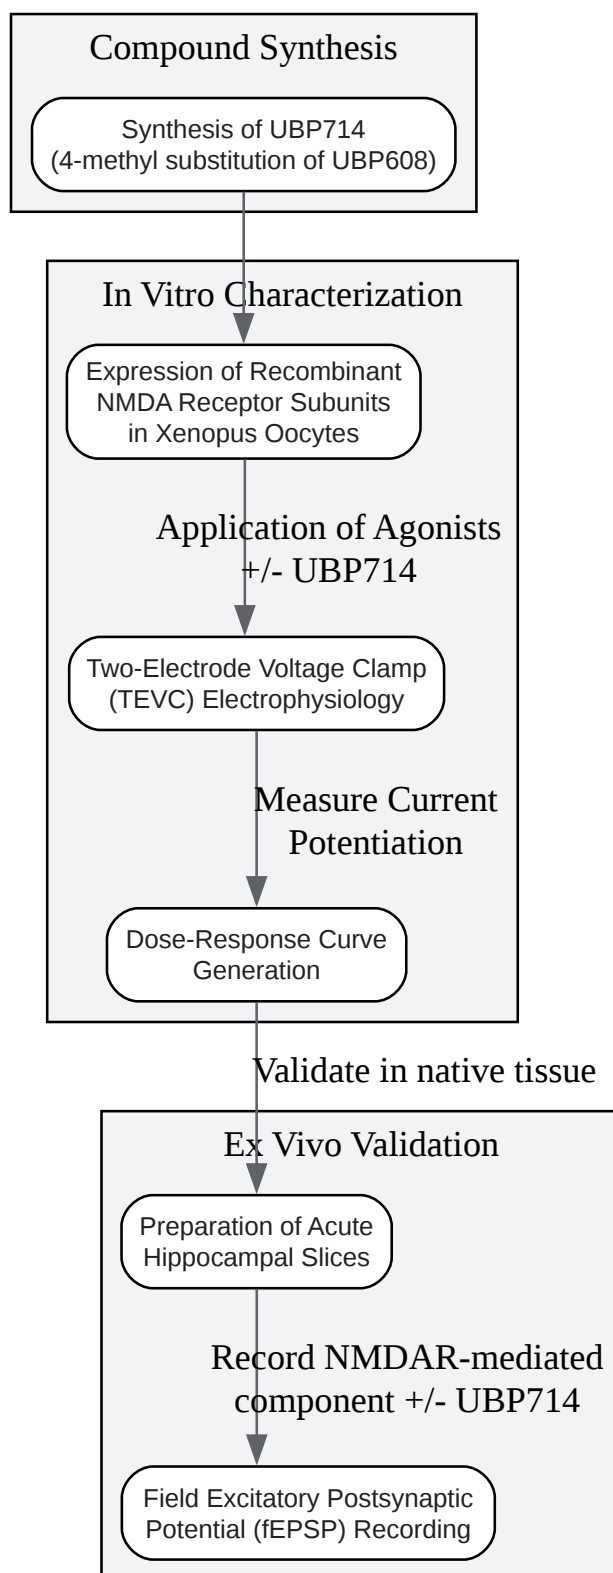 Compound Synthesis
Synthesis of UBP714
(4-methyl substitution of UBP608)
In Vitro Characterization
Expression of Recombinant
NMDA Receptor Subunits
in Xenopus Oocytes
Application of Agonists
+/- UBP714
Two-Electrode Voltage Clamp
(TEVC) Electrophysiology
Measure Current
Potentiation
Dose-Response Curve
Generation
Validate in native tissue
Ex Vivo Validation
Preparation of Acute
Hippocampal Slices
Record NMDAR-mediated
component +/- UBP714
Field Excitatory Postsynaptic
Potential (fEPSP) Recording